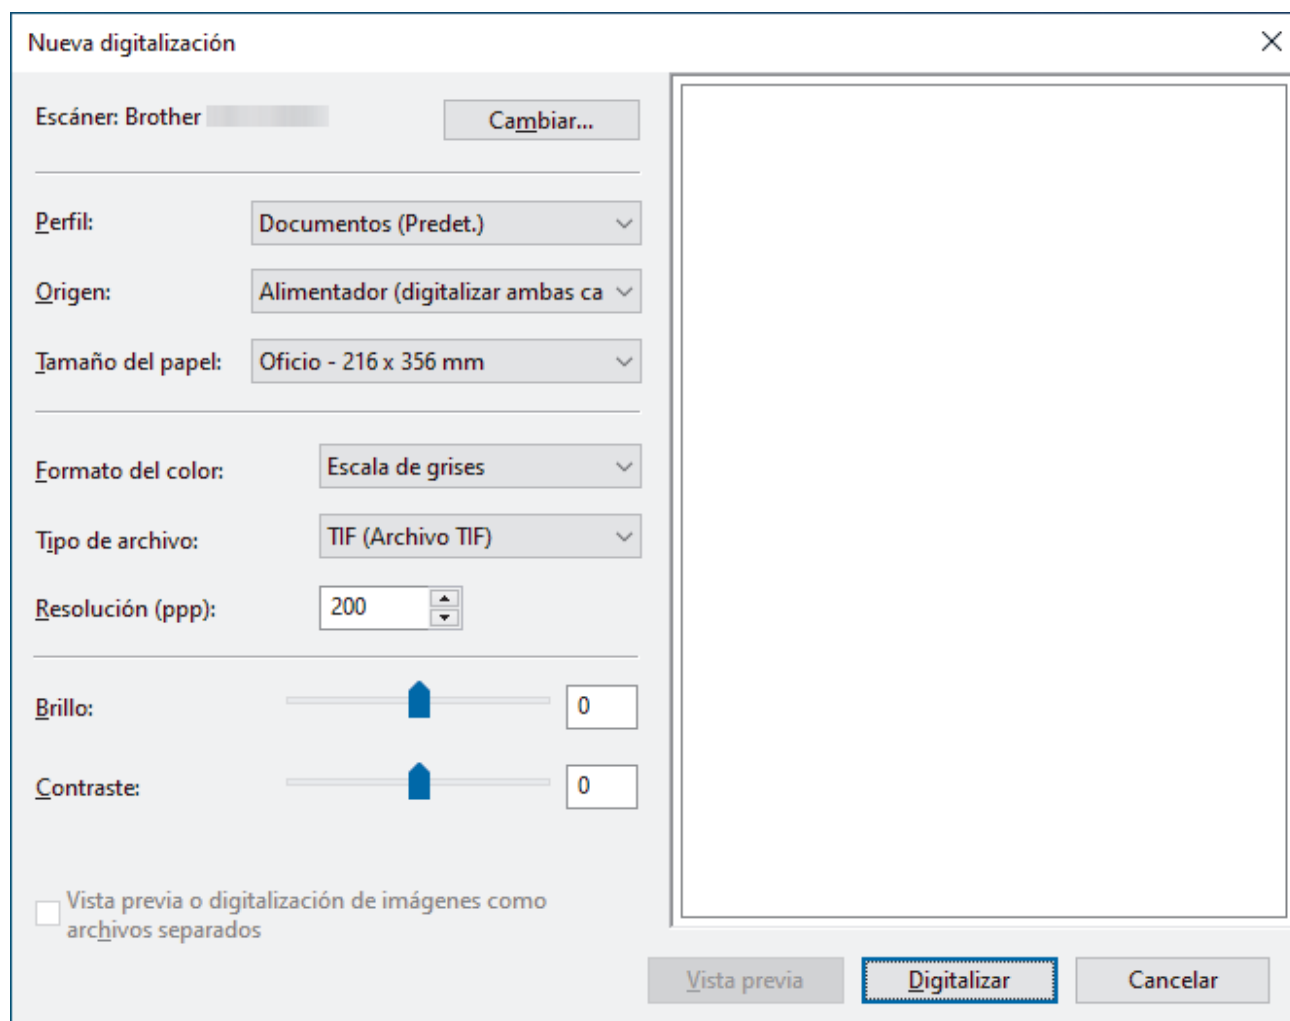 Nueva digitalización
Escáner: Brother
Cambiar...
Perfil:
Documentos (Predet.)
Origen:
Alimentador (digitalizar ambas ca
Tamaño del papel:
Oficio - 216 x 356 mm
Formato del color:
Escala de grises
Tipo de archivo:
TIF (Archivo TIF)
Resolución (ppp):
200
Brillo:
0
Contraste:
0
Vista previa o digitalización de imágenes como
archivos separados
Vista previa
Digitalizar
Cancelar